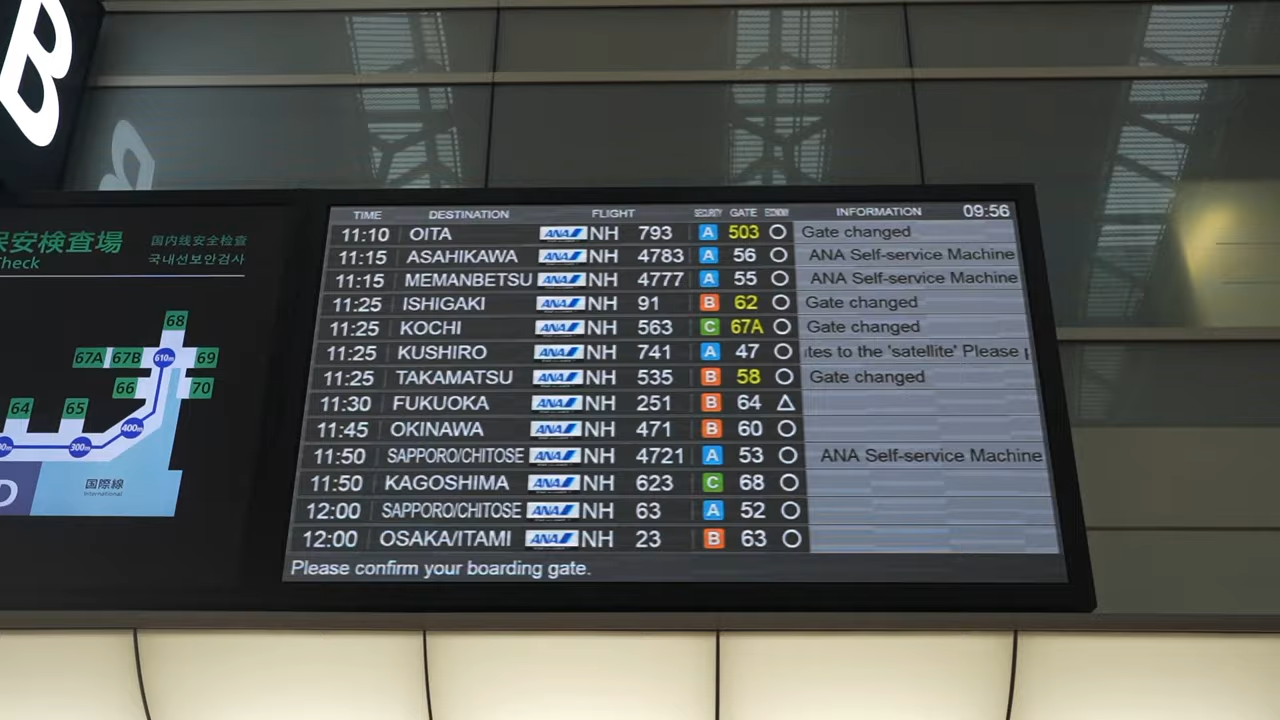 B
保安検査場
Check
国内线安全检查
국내선보안검사
68
67A 67B 610m 69
66 70
64 65
400m
300m
D
国際線
International
TIME DESTINATION FLIGHT SECURITY GATE ECONOMY INFORMATION 09:56
11:10 OITA ANA NH 793 A 503 ○ Gate changed
11:15 ASAHIKAWA ANA NH 4783 A 56 ○ ANA Self-service Machine
11:15 MEMANBETSU ANA NH 4777 A 55 ○ ANA Self-service Machine
11:25 ISHIGAKI ANA NH 91 B 62 ○ Gate changed
11:25 KOCHI ANA NH 563 C 67A ○ Gate changed
11:25 KUSHIRO ANA NH 741 A 47 ○ tes to the 'satellite' Please
11:25 TAKAMATSU ANA NH 535 B 58 ○ Gate changed
11:30 FUKUOKA ANA NH 251 B 64 △
11:45 OKINAWA ANA NH 471 B 60 ○
11:50 SAPPORO/CHITOSE ANA NH 4721 A 53 ○ ANA Self-service Machine
11:50 KAGOSHIMA ANA NH 623 C 68 ○
12:00 SAPPORO/CHITOSE ANA NH 63 A 52 ○
12:00 OSAKA/ITAMI ANA NH 23 B 63 ○
Please confirm your boarding gate.